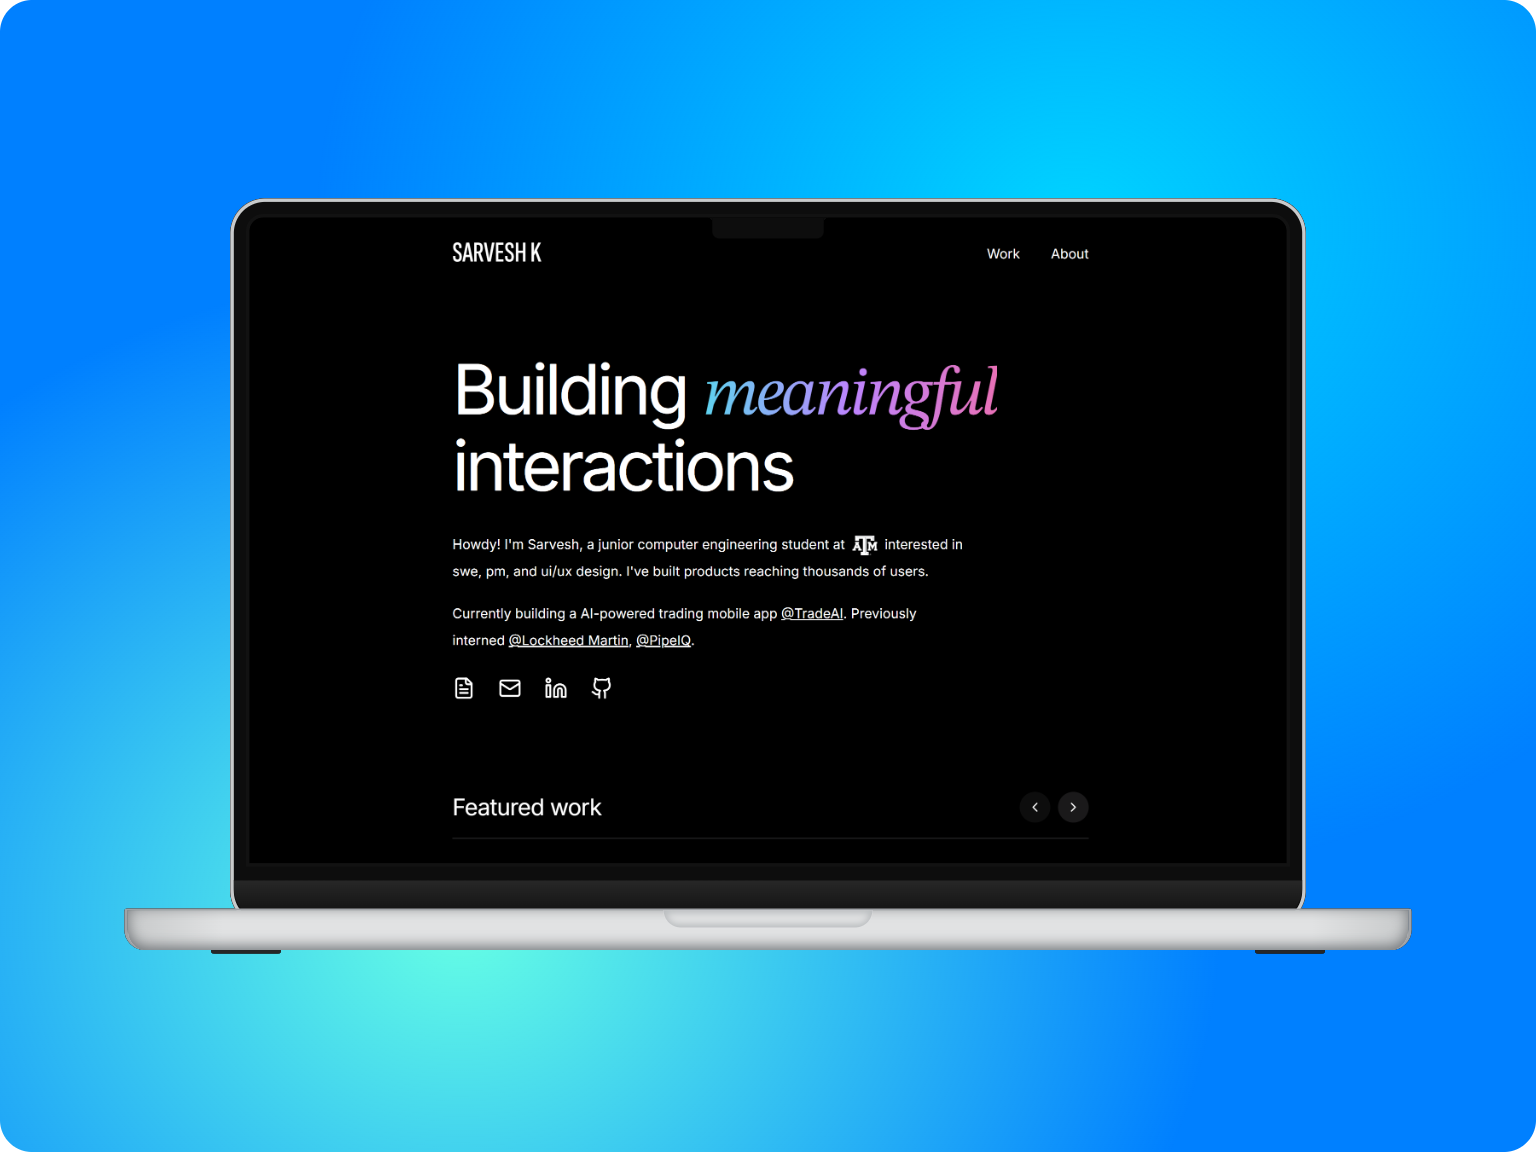 SARVESH K
Work About
Building meaningful
interactions
Howdy! I'm Sarvesh, a junior computer engineering student at ATM interested in
swe, pm, and ui/ux design. I've built products reaching thousands of users.
Currently building a AI-powered trading mobile app @TradeAI. Previously
interned @Lockheed Martin, @PipeIQ.
in
Featured work